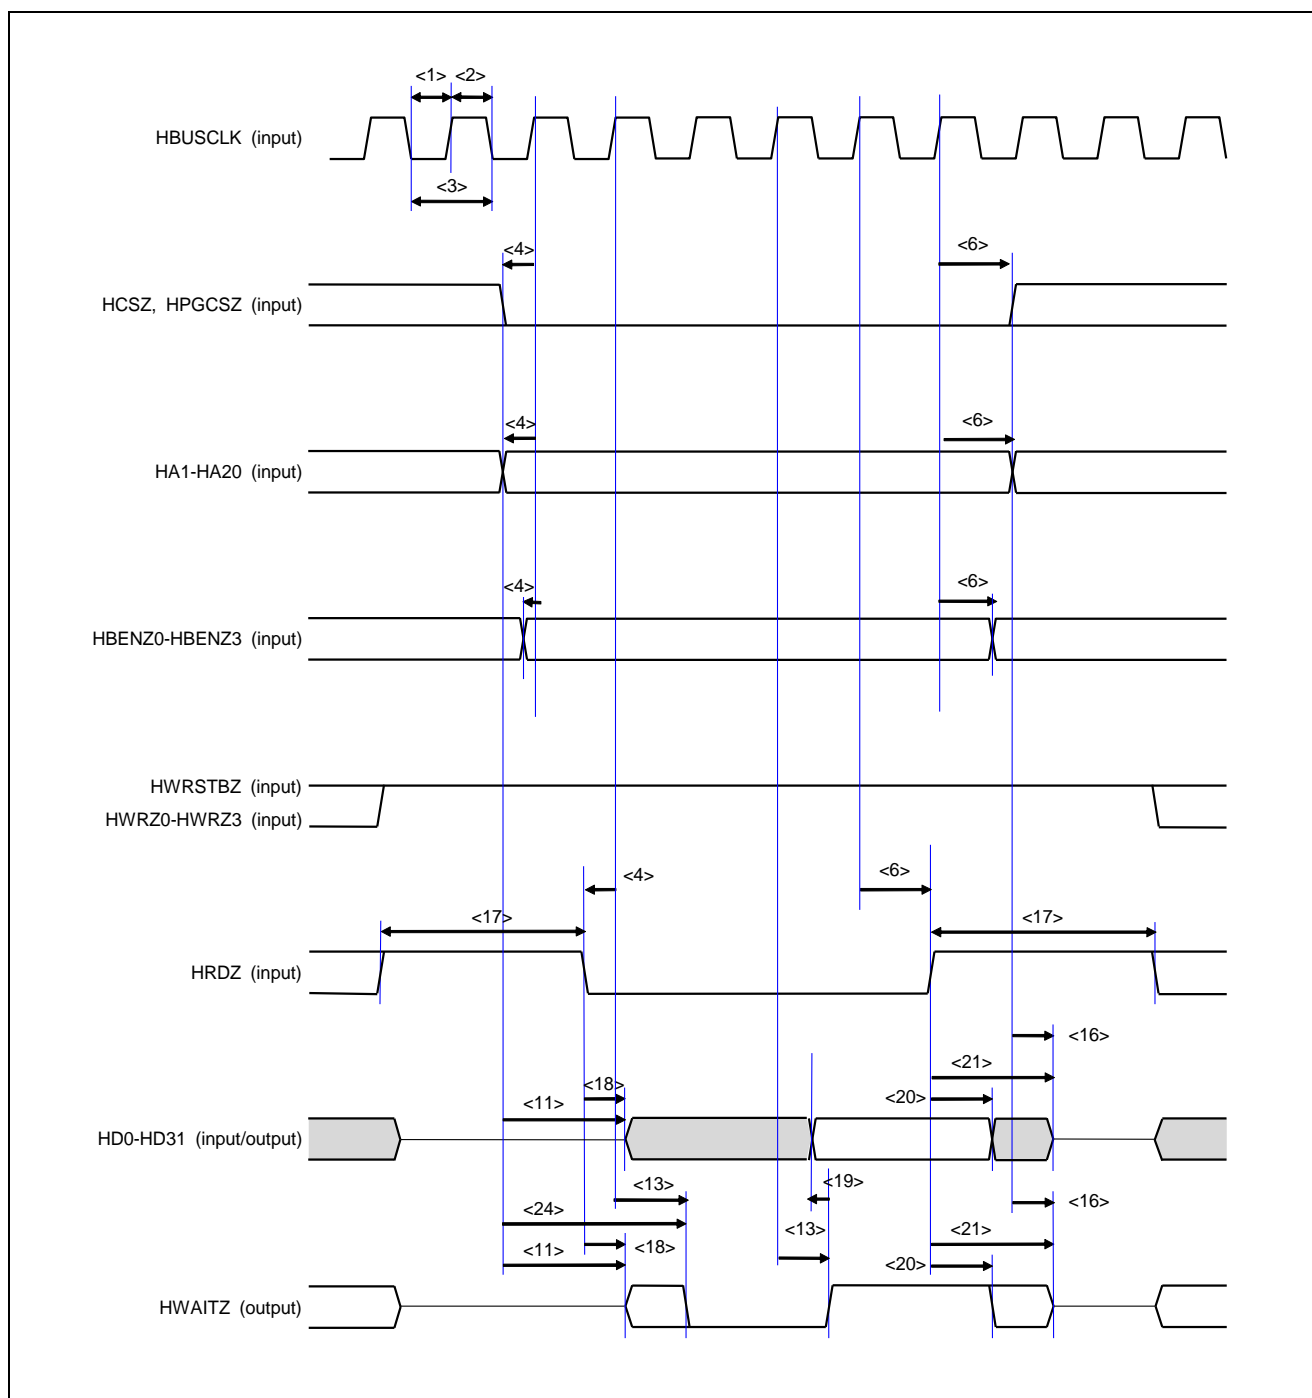 <1> <2>
HBUSCLK (input)
<3>
<4> <6>
HCSZ, HPGCSZ (input)
<4> <6>
HA1-HA20 (input)
<4> <6>
HBENZ0-HBENZ3 (input)
HWRSTBZ (input)
HWRZ0-HWRZ3 (input)
<4> <6>
<17> <17>
HRDZ (input)
<16>
<21>
<18> <20>
<11>
HD0-HD31 (input/output)
<13> <19> <16>
<24>
<13> <21>
<11> <18> <20>
HWAITZ (output)